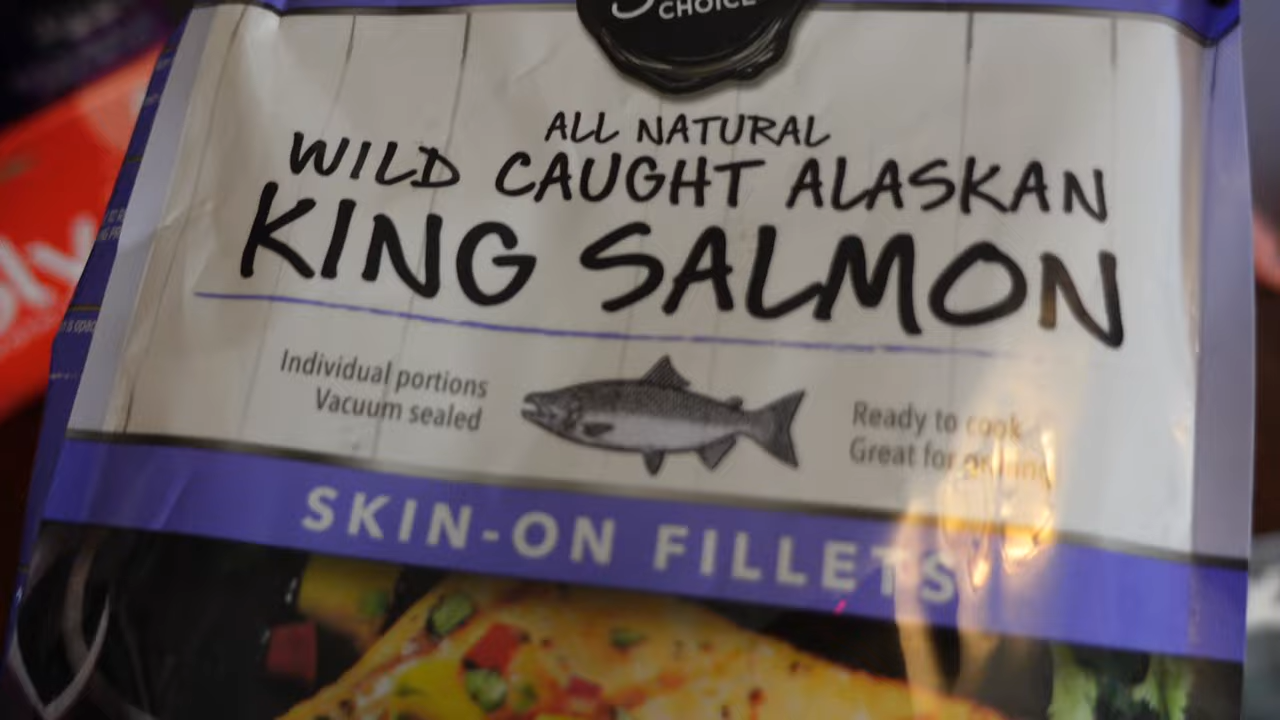 CHOICE
ALL NATURAL
WILD CAUGHT ALASKAN
KING SALMON
Individual portions
Vacuum sealed
Ready to cook
Great for grilling
SKIN-ON FILLETS